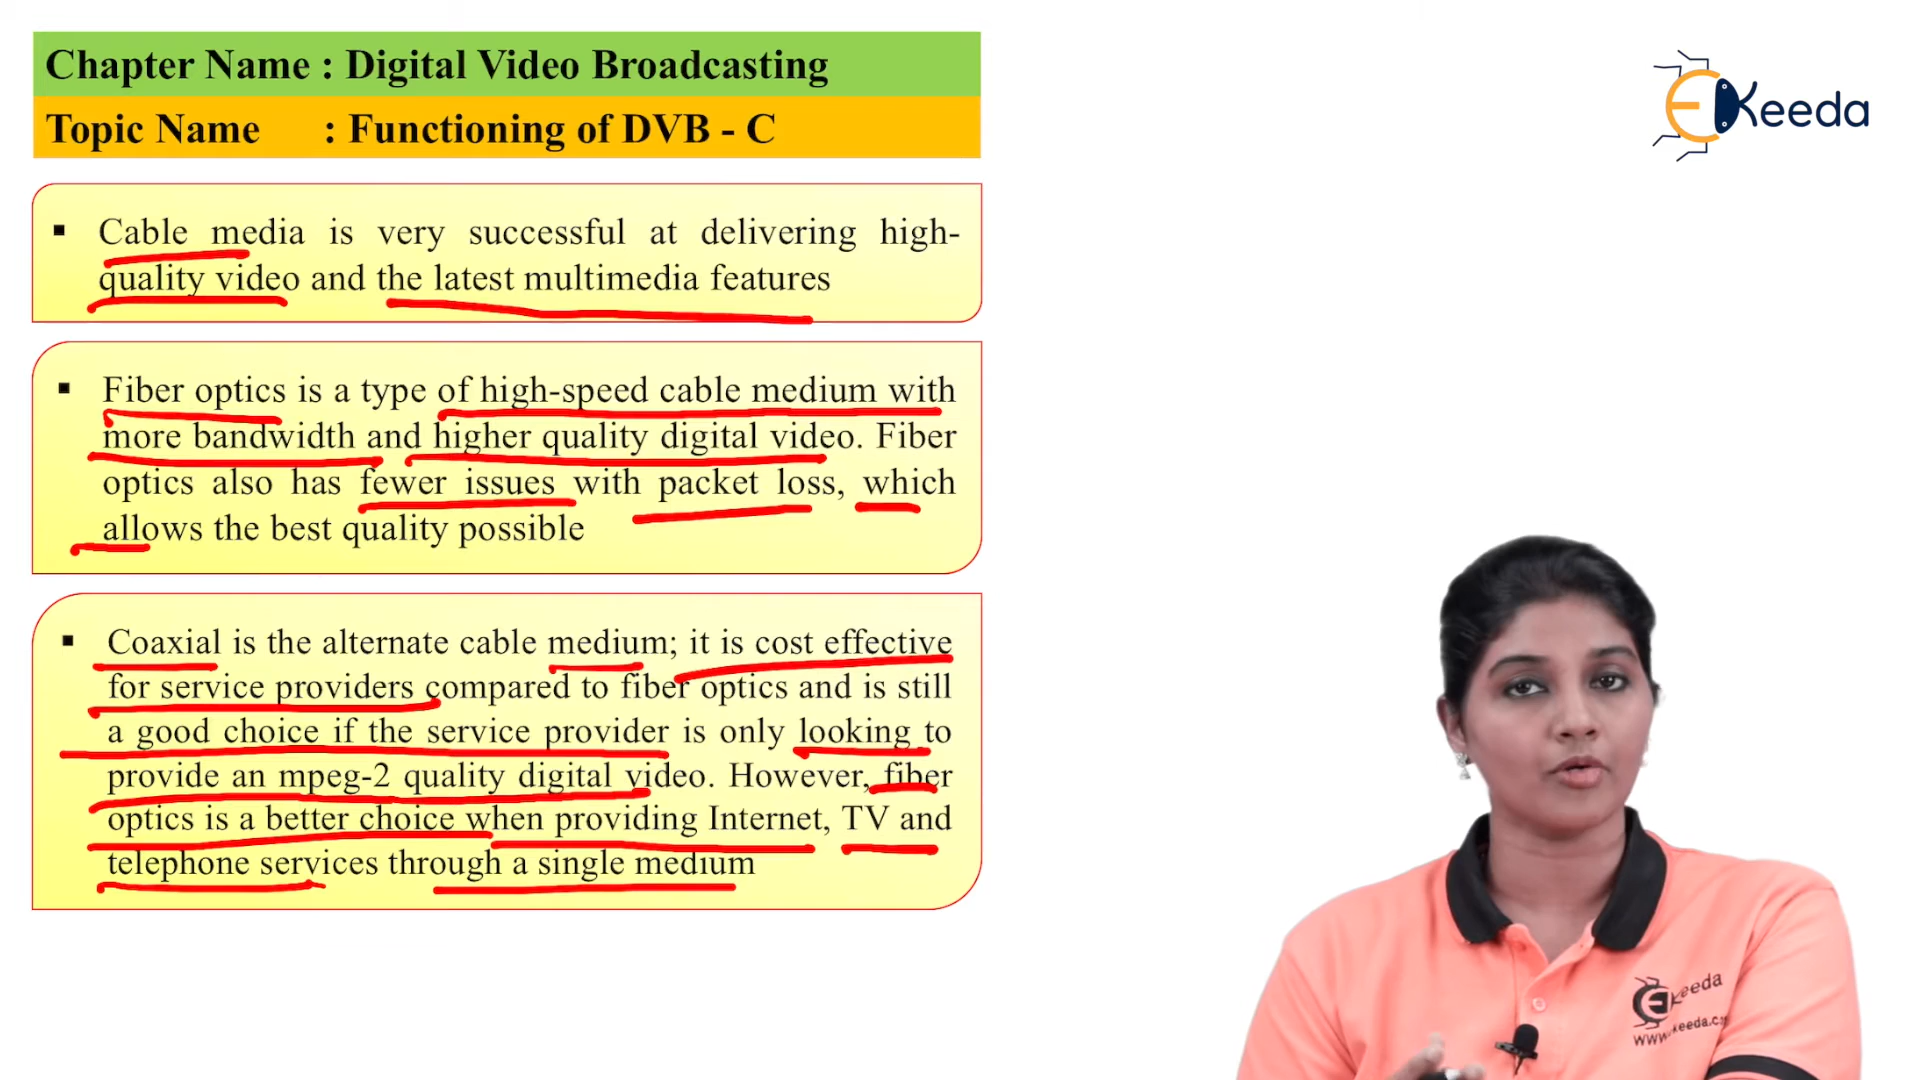 Chapter Name : Digital Video Broadcasting
Topic Name : Functioning of DVB - C
EKeeda
▪ Cable media is very successful at delivering high-
quality video and the latest multimedia features
▪ Fiber optics is a type of high-speed cable medium with
more bandwidth and higher quality digital video. Fiber
optics also has fewer issues with packet loss, which
allows the best quality possible
▪ Coaxial is the alternate cable medium; it is cost effective
for service providers compared to fiber optics and is still
a good choice if the service provider is only looking to
provide an mpeg-2 quality digital video. However, fiber
optics is a better choice when providing Internet, TV and
telephone services through a single medium
EKeeda